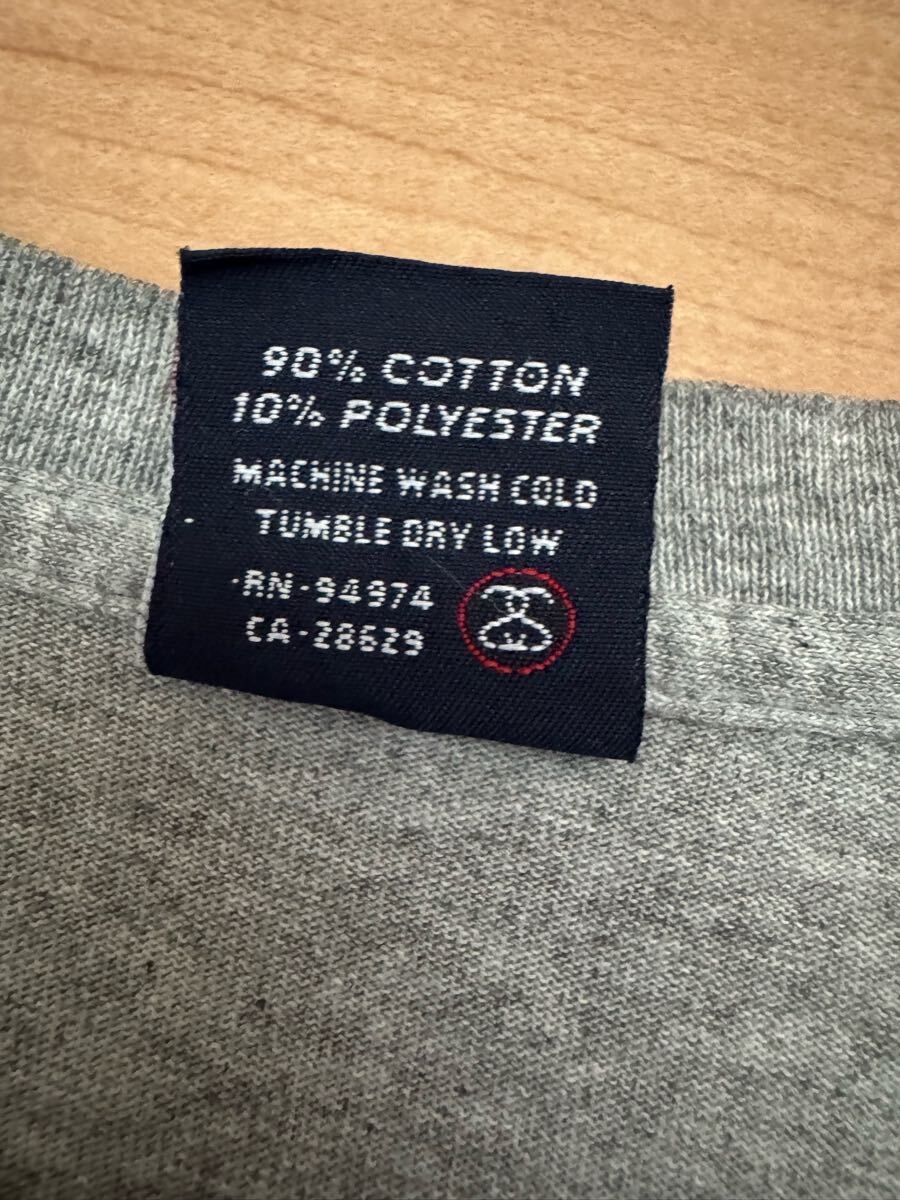 90% COTTON
10% POLYESTER
MACHINE WASH COLD
TUMBLE DRY LOW
RN-94974
CA-28629